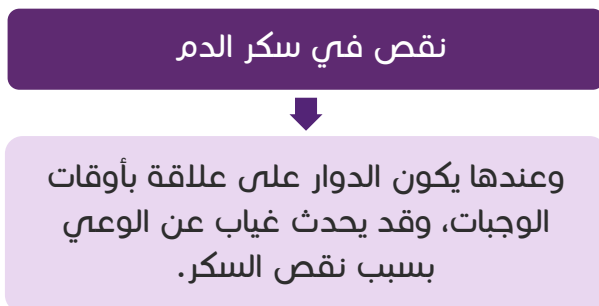 نقص في سكر الدم
وعندها يكون الدوار على علاقة بأوقات
الوجبات، وقد يحدث غياب عن الوعي
بسبب نقص السكر.